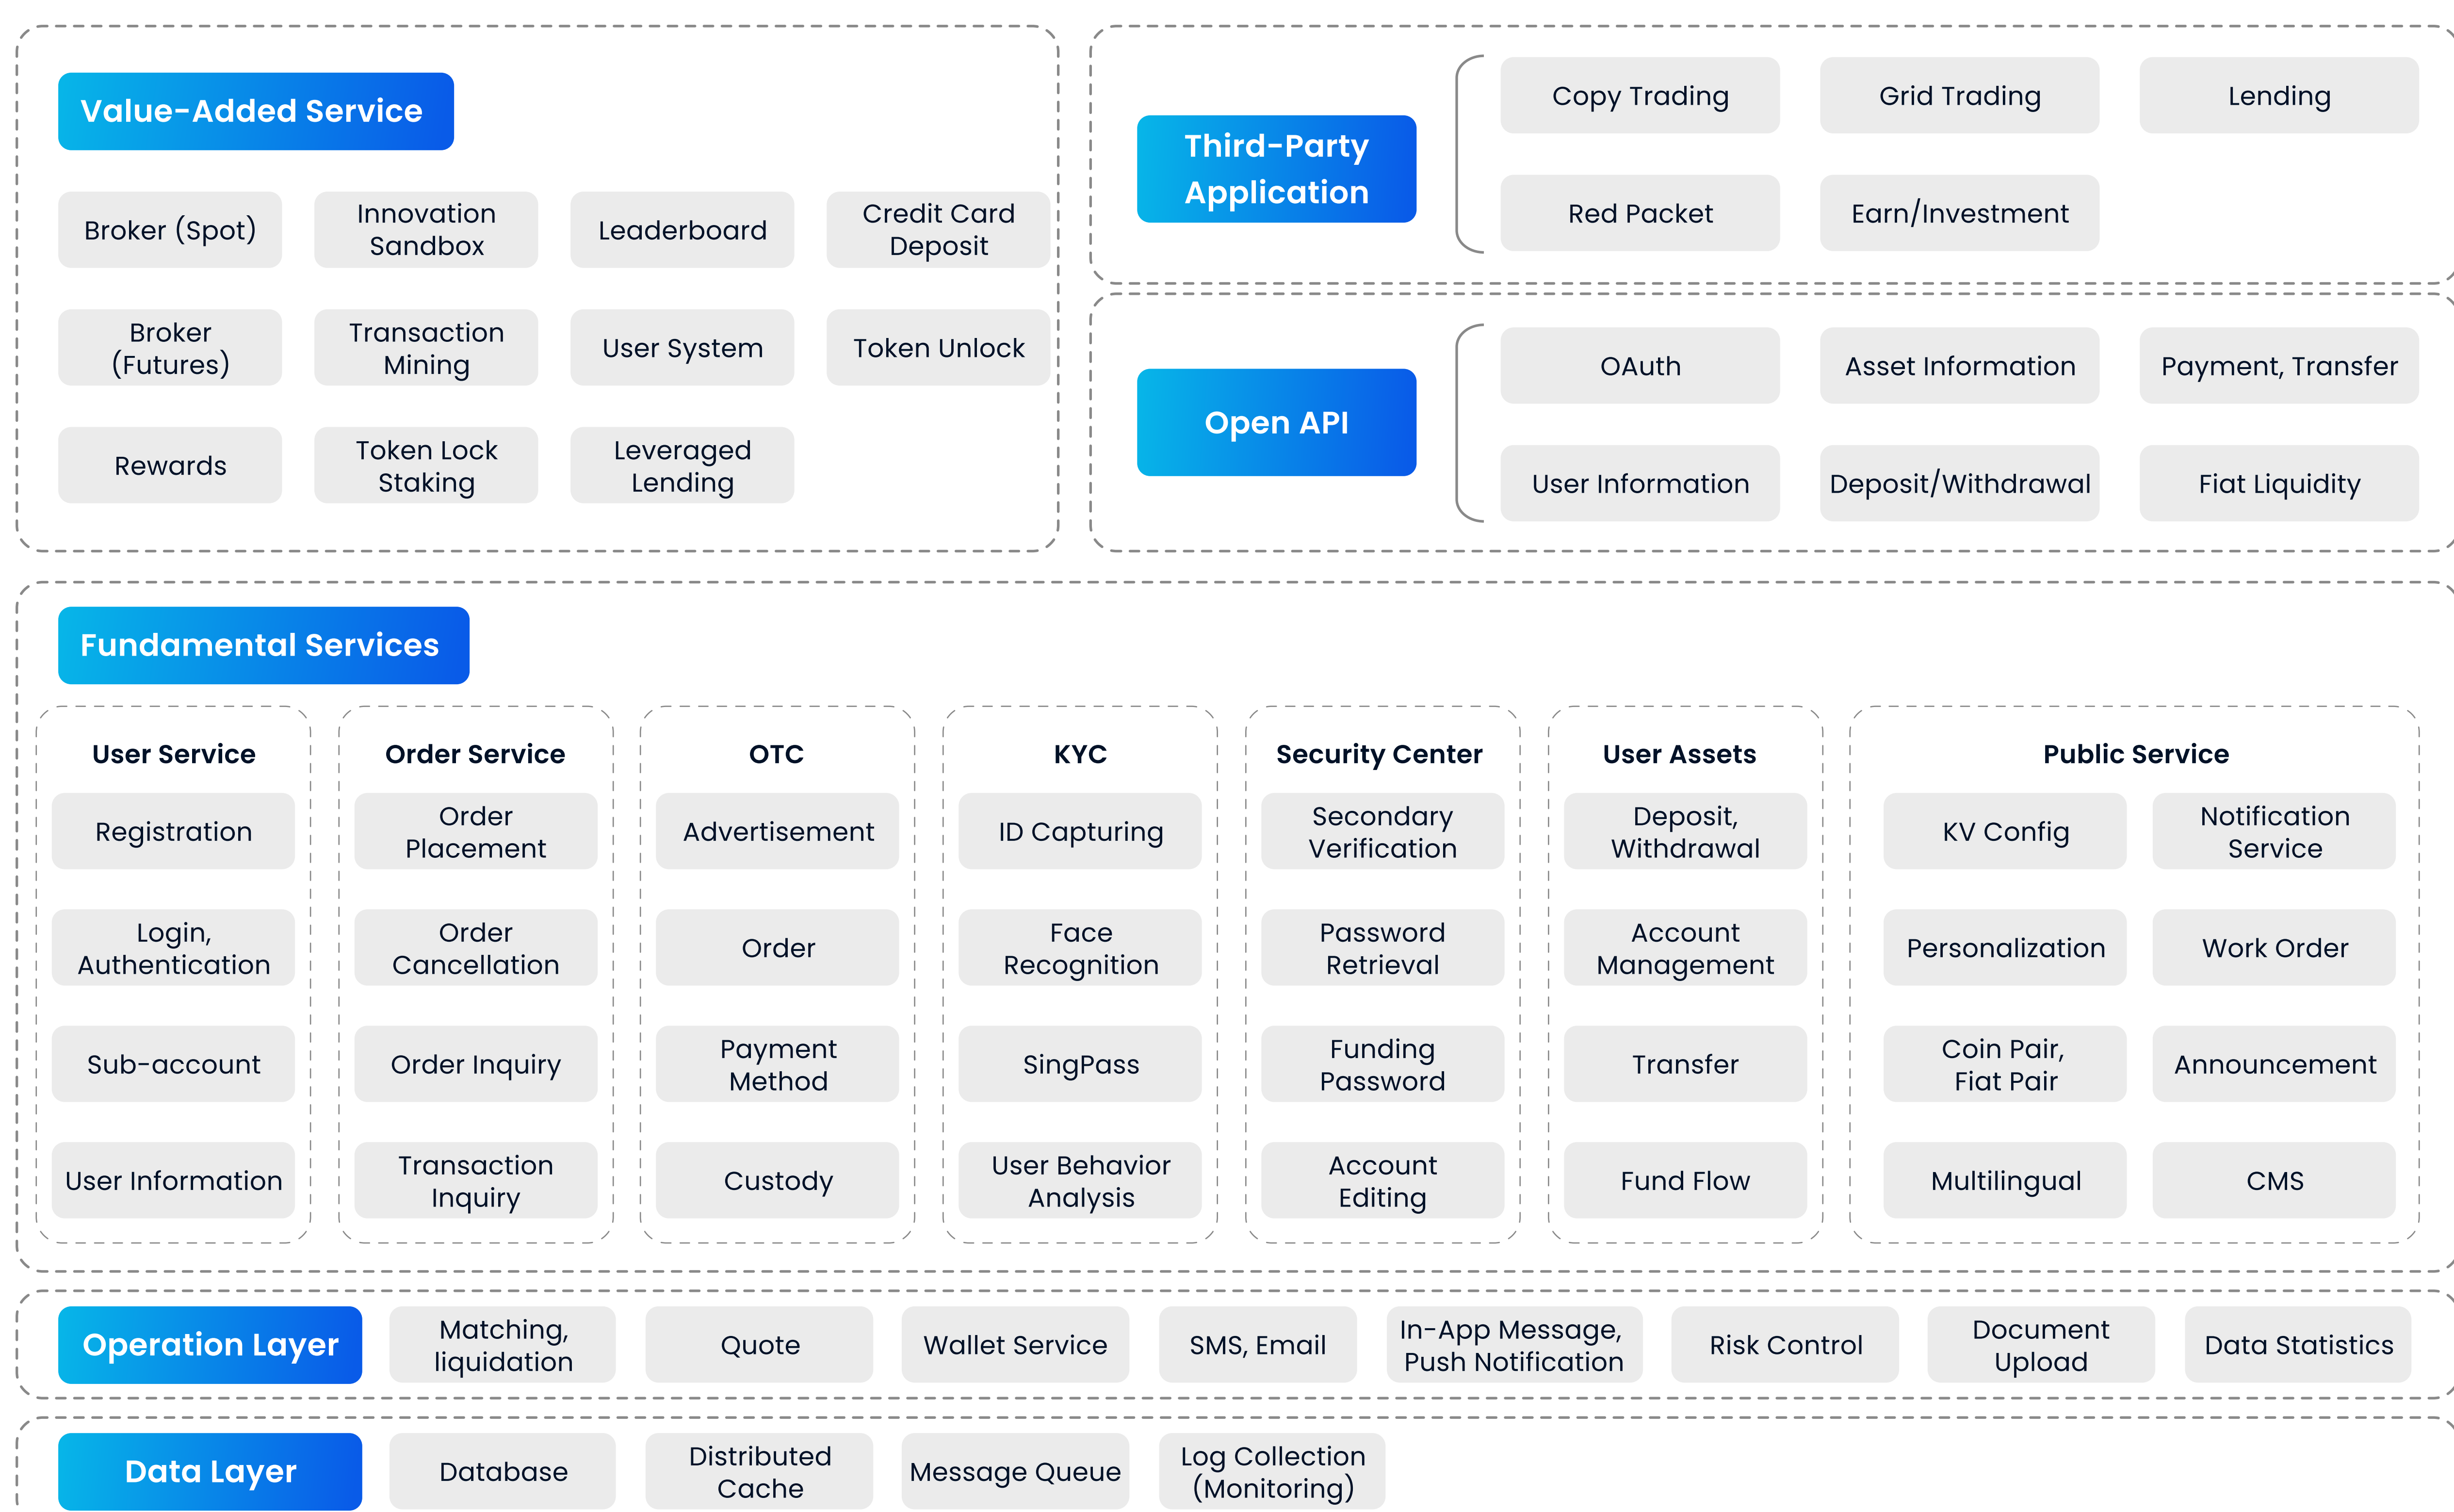 Value-Added Service
Broker (Spot)
Innovation
Sandbox
Leaderboard
Credit Card
Deposit
Broker
(Futures)
Transaction
Mining
User System
Token Unlock
Rewards
Token Lock
Staking
Leveraged
Lending
Third-Party
Application
Copy Trading
Grid Trading
Lending
Red Packet
Earn/Investment
Open API
OAuth
Asset Information
Payment, Transfer
User Information
Deposit/Withdrawal
Fiat Liquidity
Fundamental Services
User Service
Registration
Login,
Authentication
Sub-account
User Information
Order Service
Order
Placement
Order
Cancellation
Order Inquiry
Transaction
Inquiry
OTC
Advertisement
Order
Payment
Method
Custody
KYC
ID Capturing
Face
Recognition
SingPass
User Behavior
Analysis
Security Center
Secondary
Verification
Password
Retrieval
Funding
Password
Account
Editing
User Assets
Deposit,
Withdrawal
Account
Management
Transfer
Fund Flow
Public Service
KV Config
Notification
Service
Personalization
Work Order
Coin Pair,
Fiat Pair
Announcement
Multilingual
CMS
Operation Layer
Matching,
liquidation
Quote
Wallet Service
SMS, Email
In-App Message,
Push Notification
Risk Control
Document
Upload
Data Statistics
Data Layer
Database
Distributed
Cache
Message Queue
Log Collection
(Monitoring)